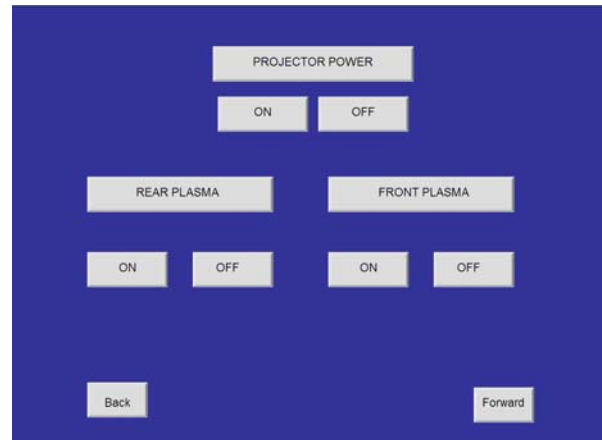 PROJECTOR POWER
ON OFF
REAR PLASMA FRONT PLASMA
ON OFF ON OFF
Back Forward